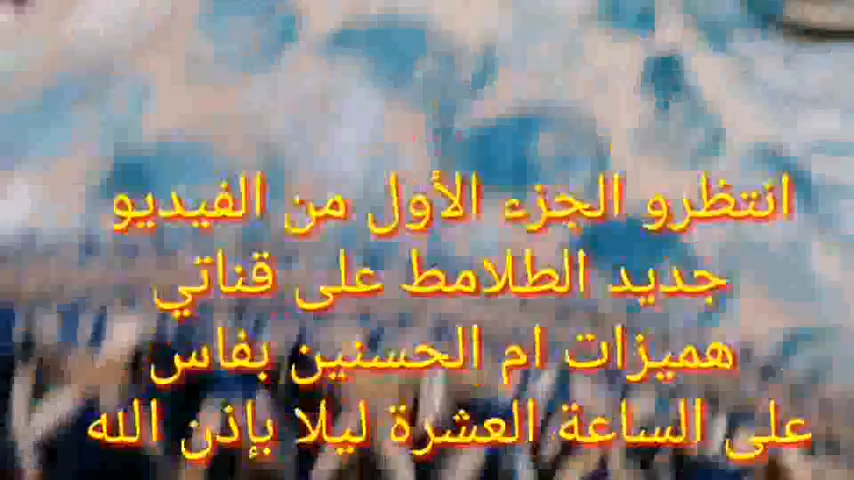 انتظرو الجزء الأول من الفيديو
جديد الطلامط على قناتي
هميزات ام الحسنين بفاس
على الساعة العشرة ليلا بإذن الله